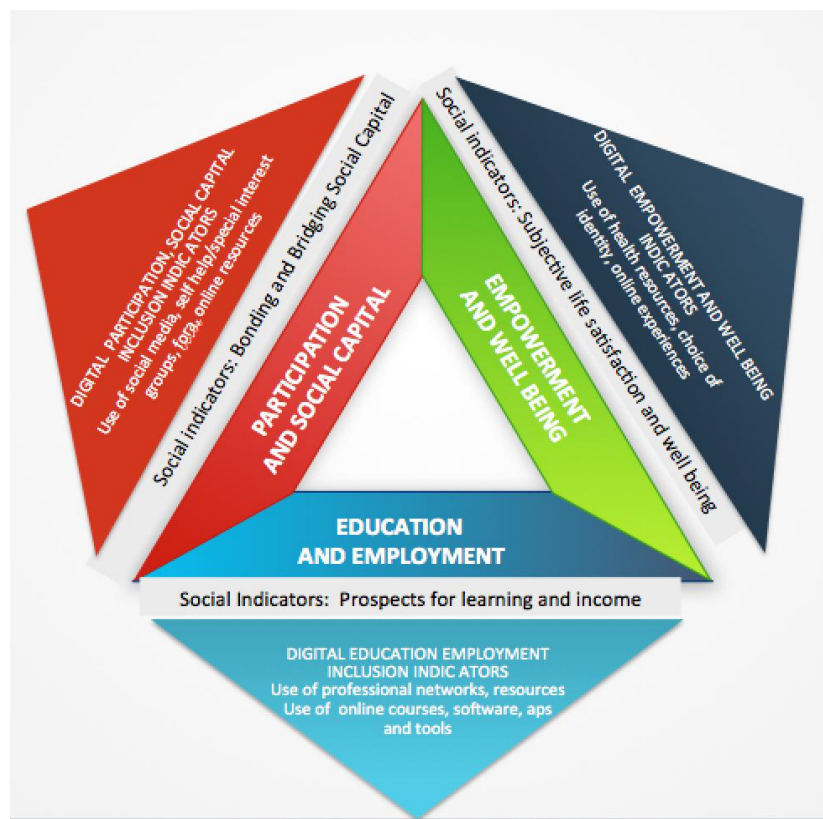 DIGITAL PARTICIPATION, SOCIAL CAPITAL
INCLUSION INDICATORS
Use of social media, self help/special interest
groups, fora, online resources
Social indicators: Bonding and Bridging Social Capital
PARTICIPATION
AND SOCIAL CAPITAL
EMPOWERMENT
AND WELL BEING
Social indicators: Subjective life satisfaction and well being
DIGITAL EMPOWERMENT AND WELL BEING
INDICATORS
Use of health resources, choice of
identity, online experiences
EDUCATION
AND EMPLOYMENT
Social Indicators: Prospects for learning and income
DIGITAL EDUCATION EMPLOYMENT
INCLUSION INDIC ATORS
Use of professional networks, resources
Use of online courses, software, aps
and tools